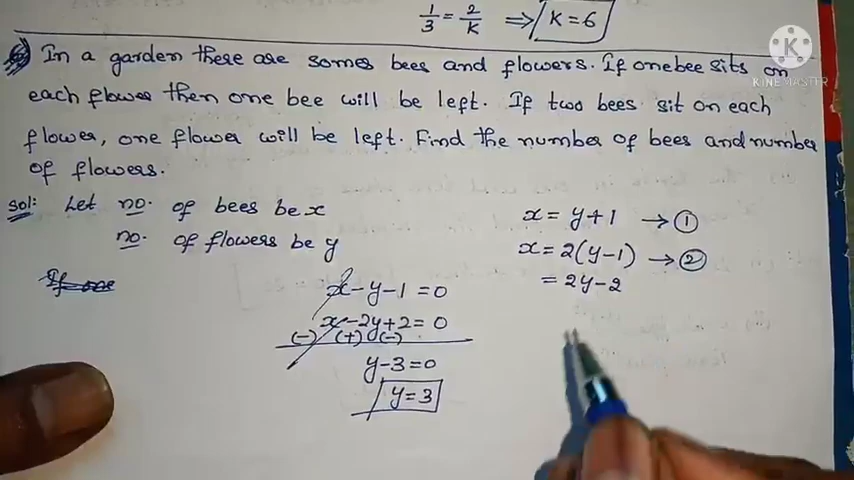 1/3 = 2/K ⇒ K = 6
K
KINEMASTER
In a garden there are somes bees and flowers. If one bee sits on
each flower then one bee will be left. If two bees sit on each
flower, one flower will be left. Find the number of bees and number
of flowers.
Sol: Let no. of bees be x
no. of flowers be y
x = y+1 → ①
x = 2(y-1) → ②
= 2y-2
If one
x-y-1 = 0
x-2y+2 = 0
(-) (+) (-)
y-3=0
y=3